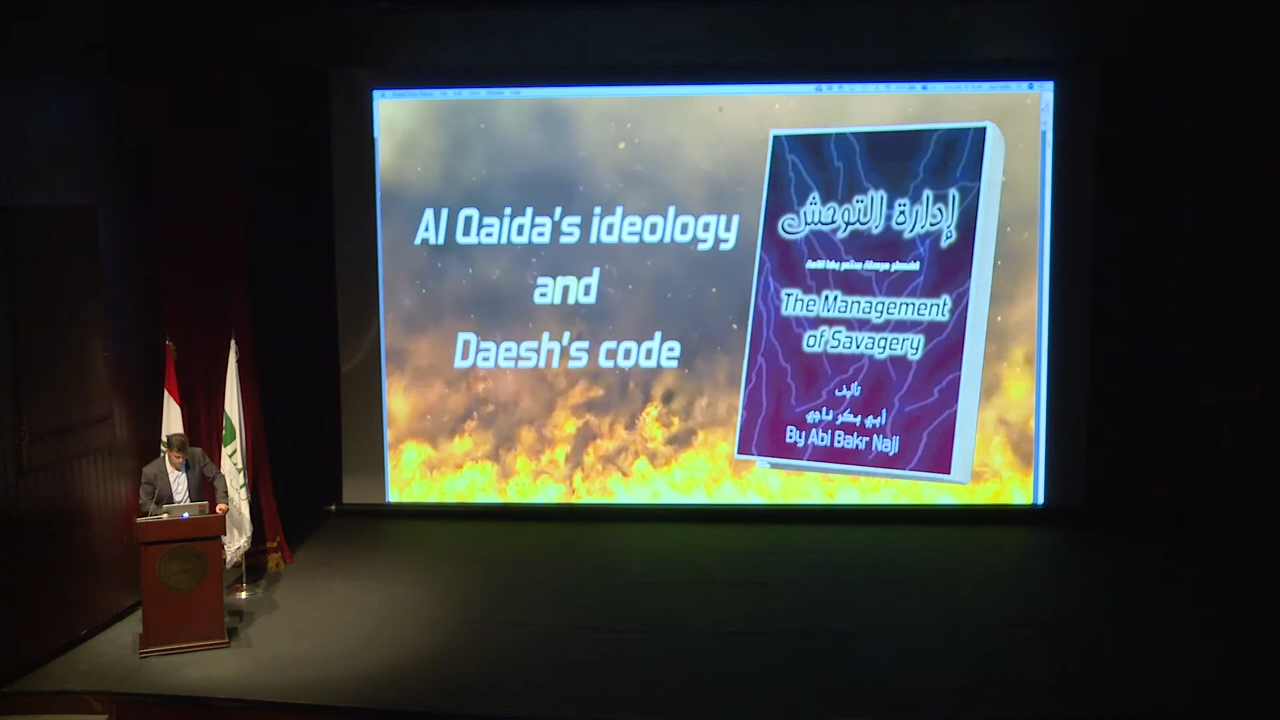 Al Qaida's ideology
and
Daesh's code
إدارة التوحش
The Management
of Savagery
تأليف
أبي بكر ناجي
By Abi Bakr Naji